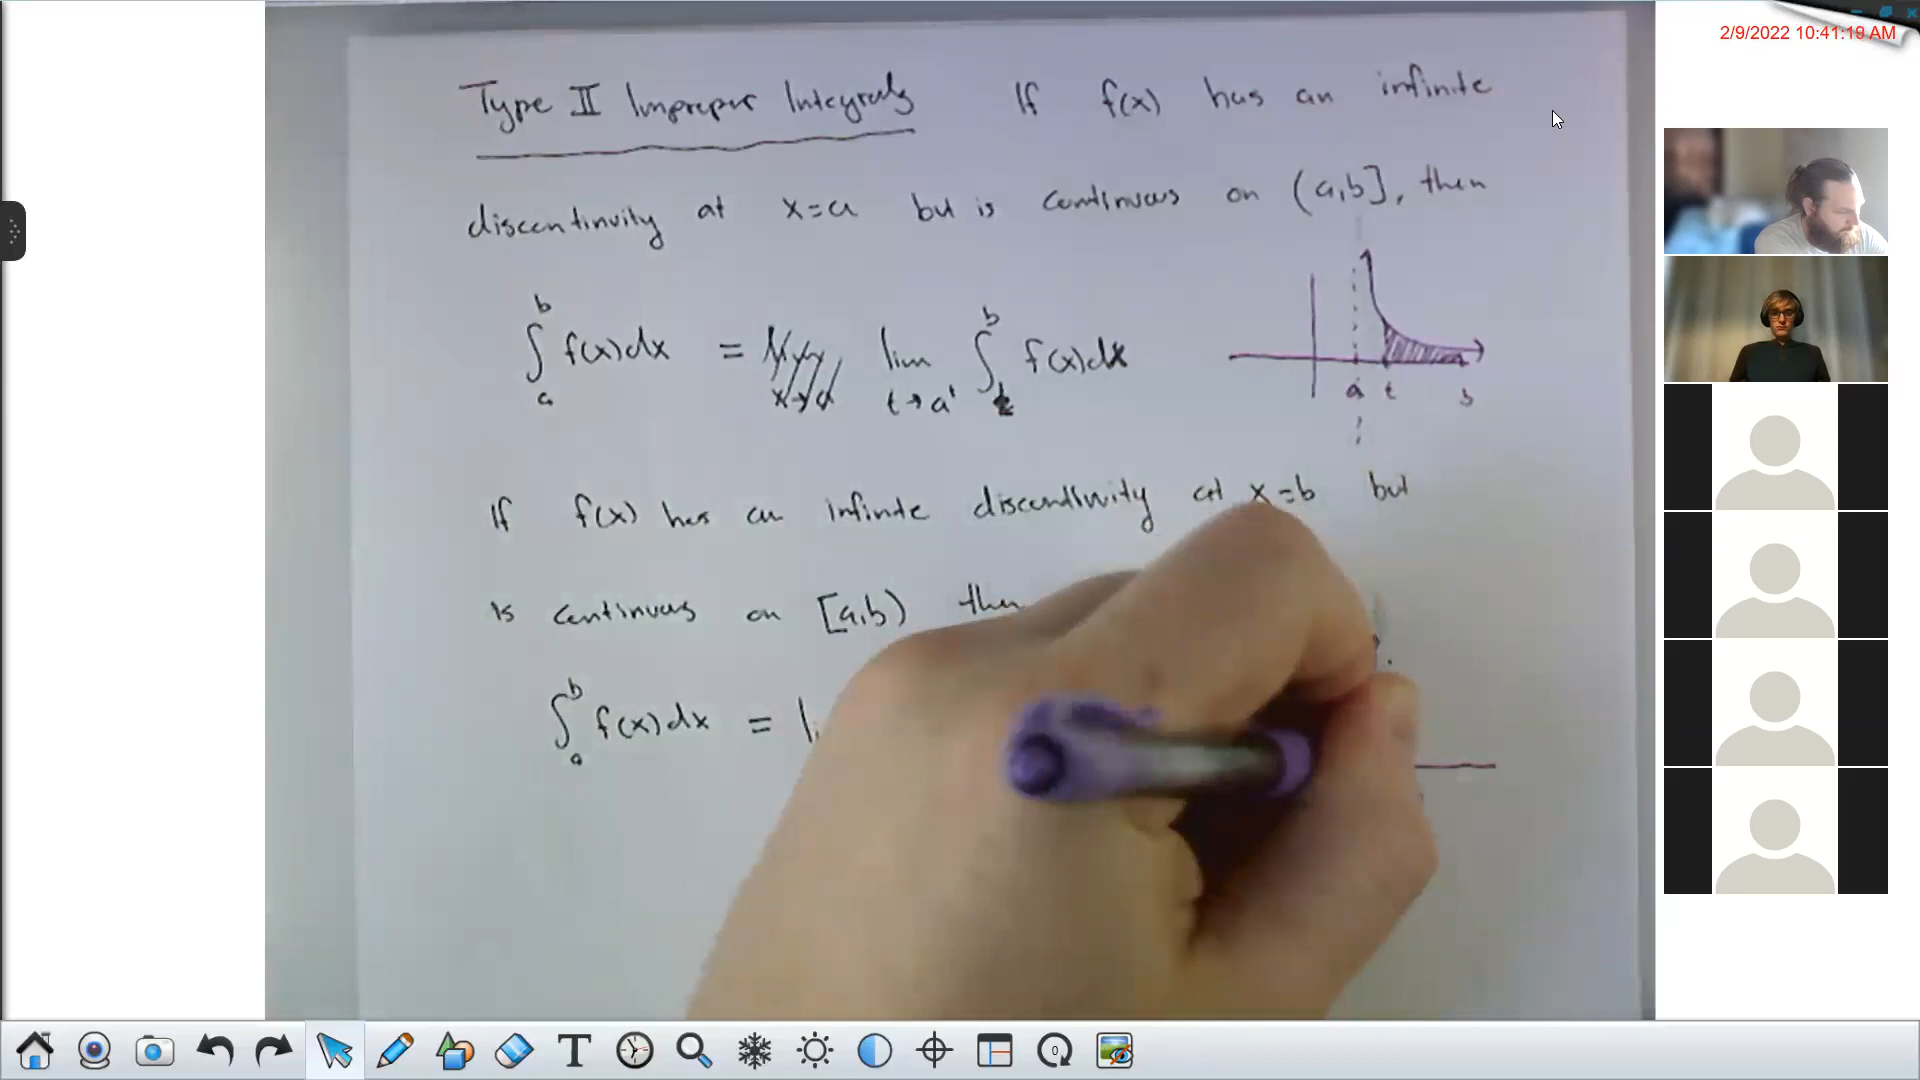 2/9/2022 10:41:19 AM
Type II Improper Integrals If f(x) has an infinite
discontinuity at x=a but is continuous on (a,b], then
∫_a^b f(x)dx = lim_{t→a⁺} ∫_t^b f(x)dx
a t b
If f(x) has an infinite discontinuity at x=b but
is continuous on [a,b) then
∫_a^b f(x)dx = li
T
0